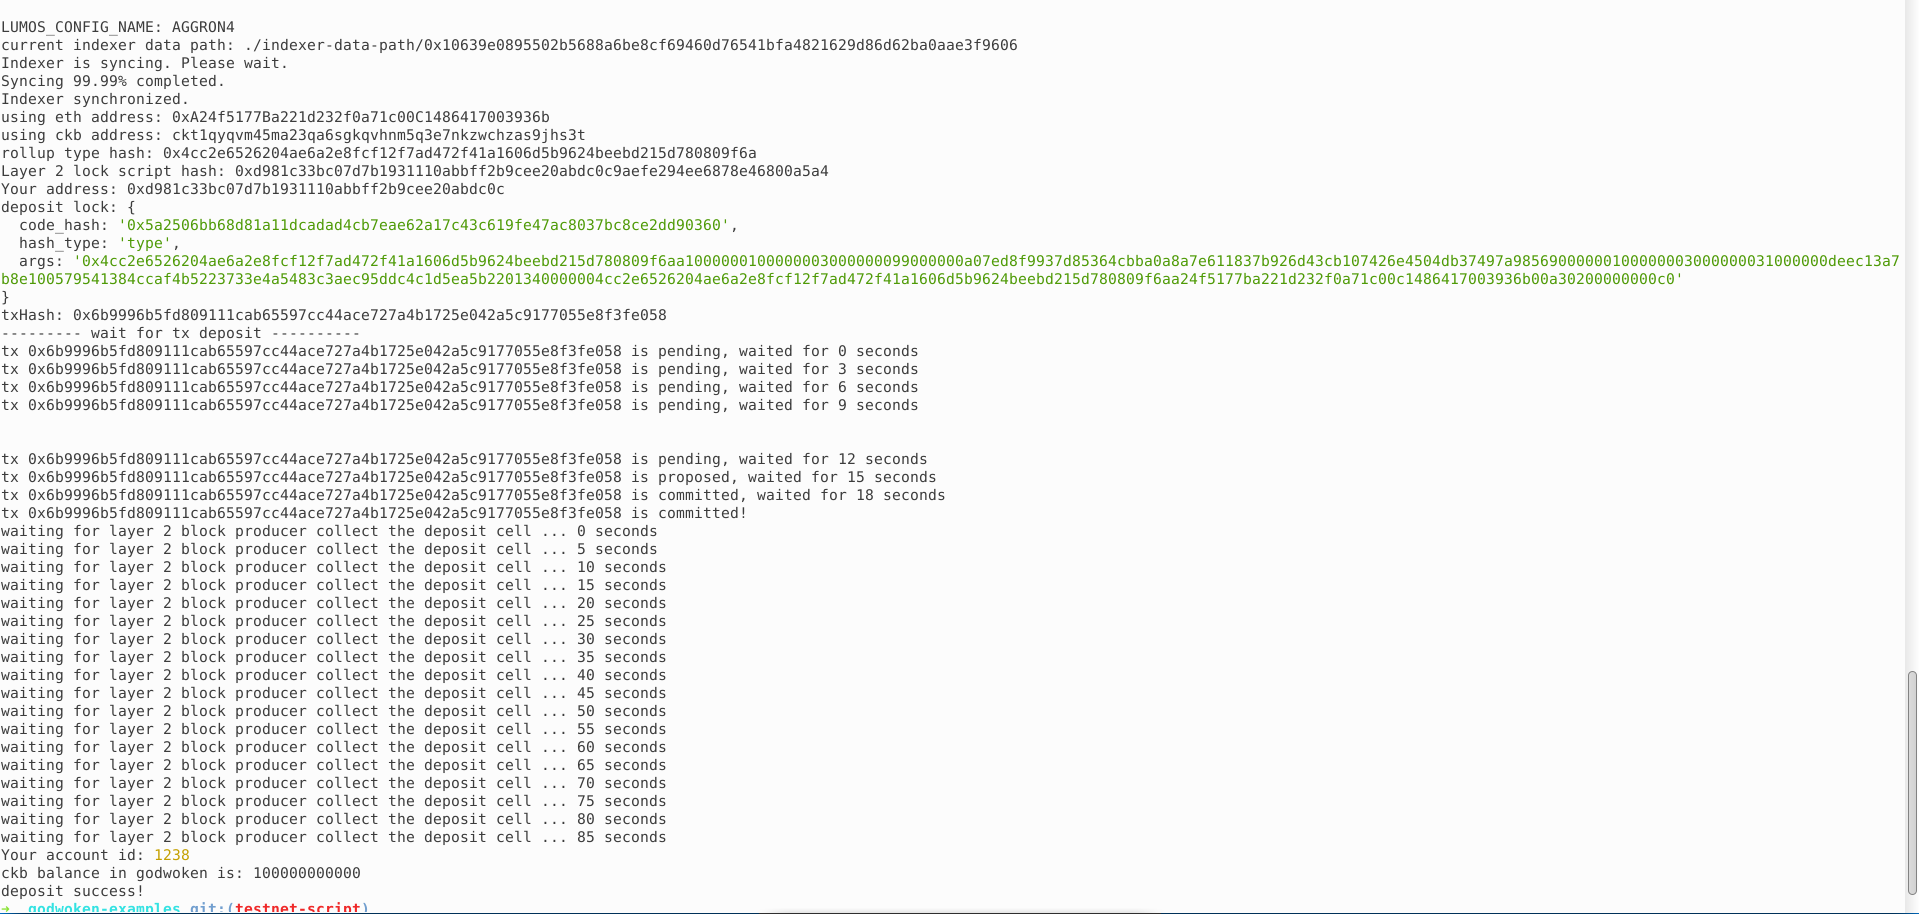 LUMOS_CONFIG_NAME: AGGRON4
current indexer data path: ./indexer-data-path/0x10639e0895502b5688a6be8cf69460d76541bfa4821629d86d62ba0aae3f9606
Indexer is syncing. Please wait.
Syncing 99.99% completed.
Indexer synchronized.
using eth address: 0xA24f5177Ba221d232f0a71c00C1486417003936b
using ckb address: ckt1qyqvm45ma23qa6sgkqvhnm5q3e7nkzwchzas9jhs3t
rollup type hash: 0x4cc2e6526204ae6a2e8fcf12f7ad472f41a1606d5b9624beebd215d780809f6a
Layer 2 lock script hash: 0xd981c33bc07d7b1931110abbff2b9cee20abdc0c9aefe294ee6878e46800a5a4
Your address: 0xd981c33bc07d7b1931110abbff2b9cee20abdc0c
deposit lock: {
  code_hash: '0x5a2506bb68d81a11dcadad4cb7eae62a17c43c619fe47ac8037bc8ce2dd90360',
  hash_type: 'type',
  args: '0x4cc2e6526204ae6a2e8fcf12f7ad472f41a1606d5b9624beebd215d780809f6aa10000001000000003000000099000000a07ed8f9937d85364cbba0a8a7e611837b926d43cb107426e4504db37497a9856900000010000000300000031000000deec13a7
b8e100579541384ccaf4b5223733e4a5483c3aec95ddc4c1d5ea5b2201340000004cc2e6526204ae6a2e8fcf12f7ad472f41a1606d5b9624beebd215d780809f6aa24f5177ba221d232f0a71c00c1486417003936b00a30200000000c0'
}
txHash: 0x6b9996b5fd809111cab65597cc44ace727a4b1725e042a5c9177055e8f3fe058
--------- wait for tx deposit ----------
tx 0x6b9996b5fd809111cab65597cc44ace727a4b1725e042a5c9177055e8f3fe058 is pending, waited for 0 seconds
tx 0x6b9996b5fd809111cab65597cc44ace727a4b1725e042a5c9177055e8f3fe058 is pending, waited for 3 seconds
tx 0x6b9996b5fd809111cab65597cc44ace727a4b1725e042a5c9177055e8f3fe058 is pending, waited for 6 seconds
tx 0x6b9996b5fd809111cab65597cc44ace727a4b1725e042a5c9177055e8f3fe058 is pending, waited for 9 seconds
tx 0x6b9996b5fd809111cab65597cc44ace727a4b1725e042a5c9177055e8f3fe058 is pending, waited for 12 seconds
tx 0x6b9996b5fd809111cab65597cc44ace727a4b1725e042a5c9177055e8f3fe058 is proposed, waited for 15 seconds
tx 0x6b9996b5fd809111cab65597cc44ace727a4b1725e042a5c9177055e8f3fe058 is committed, waited for 18 seconds
tx 0x6b9996b5fd809111cab65597cc44ace727a4b1725e042a5c9177055e8f3fe058 is committed!
waiting for layer 2 block producer collect the deposit cell ... 0 seconds
waiting for layer 2 block producer collect the deposit cell ... 5 seconds
waiting for layer 2 block producer collect the deposit cell ... 10 seconds
waiting for layer 2 block producer collect the deposit cell ... 15 seconds
waiting for layer 2 block producer collect the deposit cell ... 20 seconds
waiting for layer 2 block producer collect the deposit cell ... 25 seconds
waiting for layer 2 block producer collect the deposit cell ... 30 seconds
waiting for layer 2 block producer collect the deposit cell ... 35 seconds
waiting for layer 2 block producer collect the deposit cell ... 40 seconds
waiting for layer 2 block producer collect the deposit cell ... 45 seconds
waiting for layer 2 block producer collect the deposit cell ... 50 seconds
waiting for layer 2 block producer collect the deposit cell ... 55 seconds
waiting for layer 2 block producer collect the deposit cell ... 60 seconds
waiting for layer 2 block producer collect the deposit cell ... 65 seconds
waiting for layer 2 block producer collect the deposit cell ... 70 seconds
waiting for layer 2 block producer collect the deposit cell ... 75 seconds
waiting for layer 2 block producer collect the deposit cell ... 80 seconds
waiting for layer 2 block producer collect the deposit cell ... 85 seconds
Your account id: 1238
ckb balance in godwoken is: 100000000000
deposit success!
→  godwoken-examples git:(testnet-script)